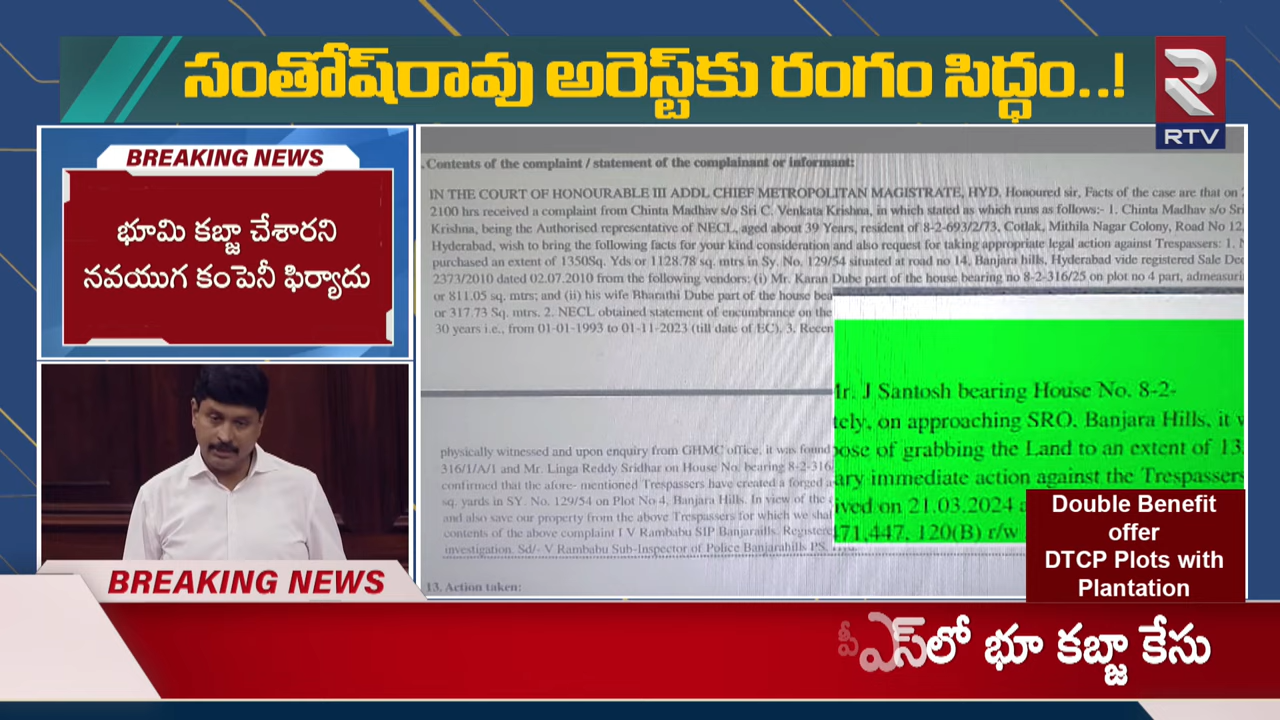 సంతోష్‌రావు అరెస్ట్‌కు రంగం సిద్ధం..!
RTV
BREAKING NEWS
భూమి కబ్జా చేశారని
నవయుగ కంపెనీ ఫిర్యాదు
Contents of the complaint / statement of the complainant or informant:
IN THE COURT OF HONOURABLE III ADDL CHIEF METROPOLITAN MAGISTRATE, HYD, Honoured sir, Facts of the case are that on
2100 hrs received a complaint from Chinta Madhav s/o Sri C. Venkata Krishna, in which stated as which runs as follows:- 1. Chinta Madhav s/o Sri
Krishna, being the Authorised representative of NECL, aged about 39 Years, resident of 8-2-693/2/73, Cotlak, Mithila Nagar Colony, Road No 12,
Hyderabad, wish to bring the following facts for your kind consideration and also request for taking appropriate legal action against Trespassers: 1.
purchased an extent of 1350Sq. Yds or 1128.78 sq. mtrs in Sy. No. 129/54 situated at road no 14, Banjara hills, Hyderabad vide registered Sale
2373/2010 dated 02.07.2010 from the following vendors: (i) Mr. Karan Dube part of the house bearing no 8-2-316/25 on plot no 4 part,
or 811.05 sq. mtrs; and (ii) his wife Bharathi Dube part of the house
or 317.73 Sq. mtrs. 2. NECL obtained statement of encumbrance on the
30 years i.e., from 01-01-1993 to 01-11-2023 (till date of EC). 3.
Mr. J Santosh bearing House No. 8-2-
on approaching SRO, Banjara Hills, it
of grabbing the Land to an extent of 13
immediate action against the Trespassers
on 21.03.2024
471,447, 120(B) r/w
physically witnessed and upon enquiry from GHMC office, it was found
316/1/A/1 and Mr. Linga Reddy Sridhar on House No. bearing 8-2-316
confirmed that the afore- mentioned Trespassers have created a forged
sq. yards in SY. No. 129/54 on Plot No 4, Banjara Hills. In view of the
and also save our property from the above Trespassers for which we shall
contents of the above complaint I V Rambabu SIP Banjaraills,
investigation. Sd/- V Rambabu Sub-Inspector of Police Banjarahills PS,
13. Action taken:
Double Benefit
offer
DTCP Plots with
Plantation
BREAKING NEWS
పీఎస్‌లో భూ కబ్జా కేసు